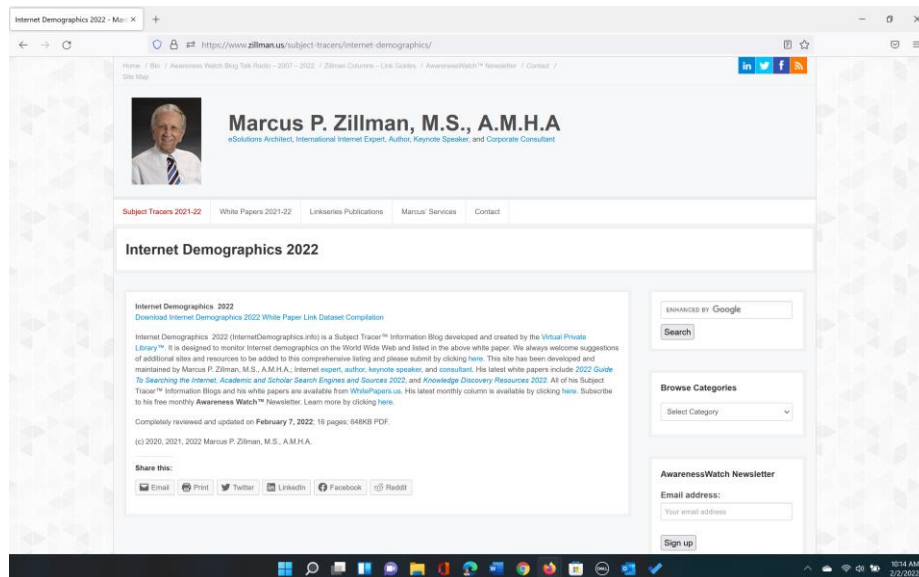 Internet Demographics 2022 - Marc
https://www.zillman.us/subject-tracers/internet-demographics/
Home / Bio / Awareness Watch Blog Talk Radio – 2007 – 2022 / Zillman Columns – Link Guides / AwarenessWatch™ Newsletter / Contact /
Site Map
Marcus P. Zillman, M.S., A.M.H.A
eSolutions Architect, International Internet Expert, Author, Keynote Speaker, and Corporate Consultant
Subject Tracers 2021-22 White Papers 2021-22 Linkseries Publications Marcus' Services Contact
Internet Demographics 2022
Internet Demographics 2022
Download Internet Demographics 2022 White Paper Link Dataset Compilation
Internet Demographics 2022 (InternetDemographics.info) is a Subject Tracer™ Information Blog developed and created by the Virtual Private
Library™. It is designed to monitor internet demographics on the World Wide Web and listed in the above white paper. We always welcome suggestions
of additional sites and resources to be added to this comprehensive listing and please submit by clicking here. This site has been developed and
maintained by Marcus P. Zillman, M.S., A.M.H.A.; Internet expert, author, keynote speaker, and consultant. His latest white papers include 2022 Guide
To Searching the Internet, Academic and Scholar Search Engines and Sources 2022, and Knowledge Discovery Resources 2022. All of his Subject
Tracer™ Information Blogs and his white papers are available from WhitePapers.us. His latest monthly column is available by clicking here. Subscribe
to his free monthly Awareness Watch™ Newsletter. Learn more by clicking here.
Completely reviewed and updated on February 7, 2022; 16 pages; 648KB PDF.
(c) 2020, 2021, 2022 Marcus P. Zillman, M.S., A.M.H.A.
Share this:
Email Print Twitter LinkedIn Facebook Reddit
ENHANCED BY Google
Search
Browse Categories
Select Category
AwarenessWatch Newsletter
Email address:
Your email address
Sign up
10:14 AM
2/2/2022